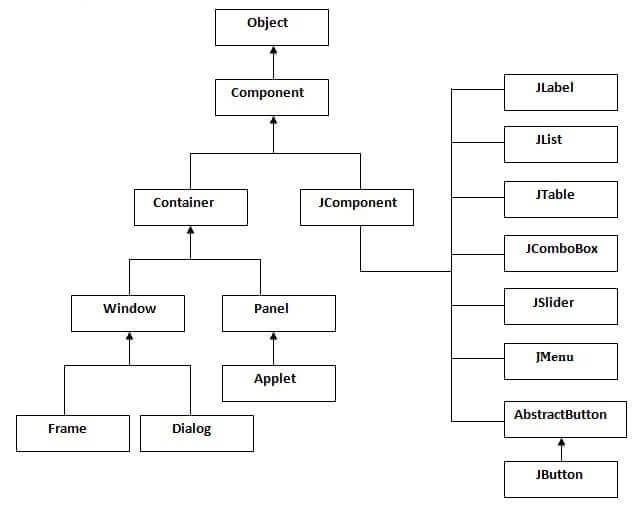 Object
Component
Container
JComponent
Window
Panel
Applet
Frame
Dialog
JLabel
JList
JTable
JComboBox
JSlider
JMenu
AbstractButton
JButton